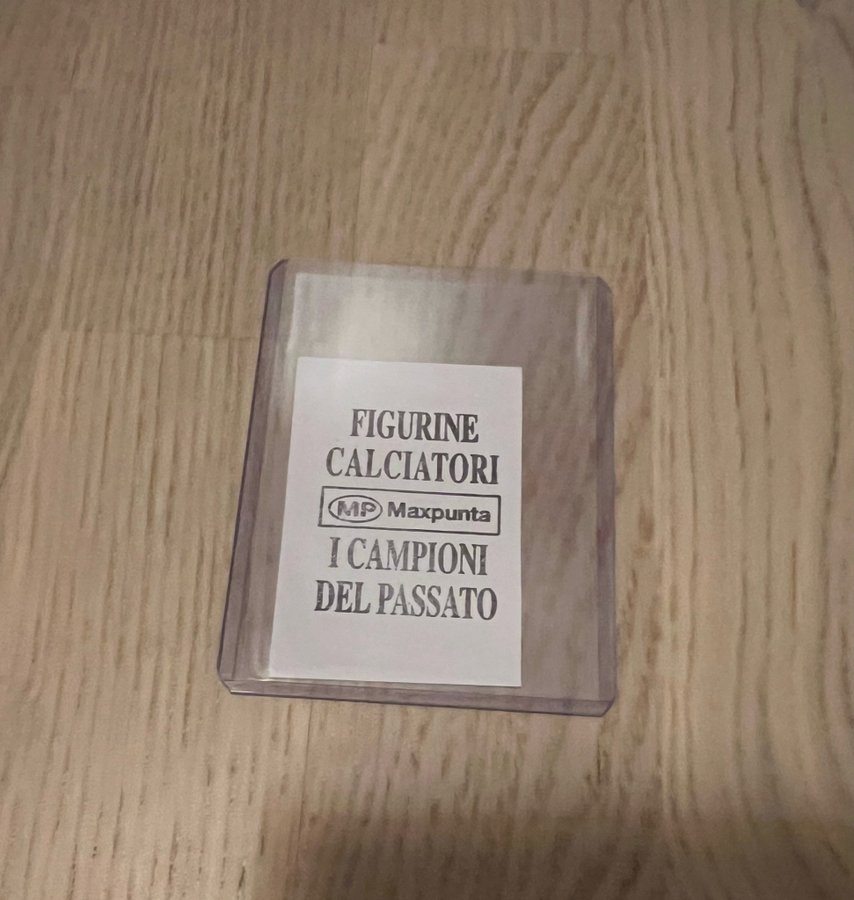 FIGURINE
CALCIATORI
MP Maxpunta
I CAMPIONI
DEL PASSATO